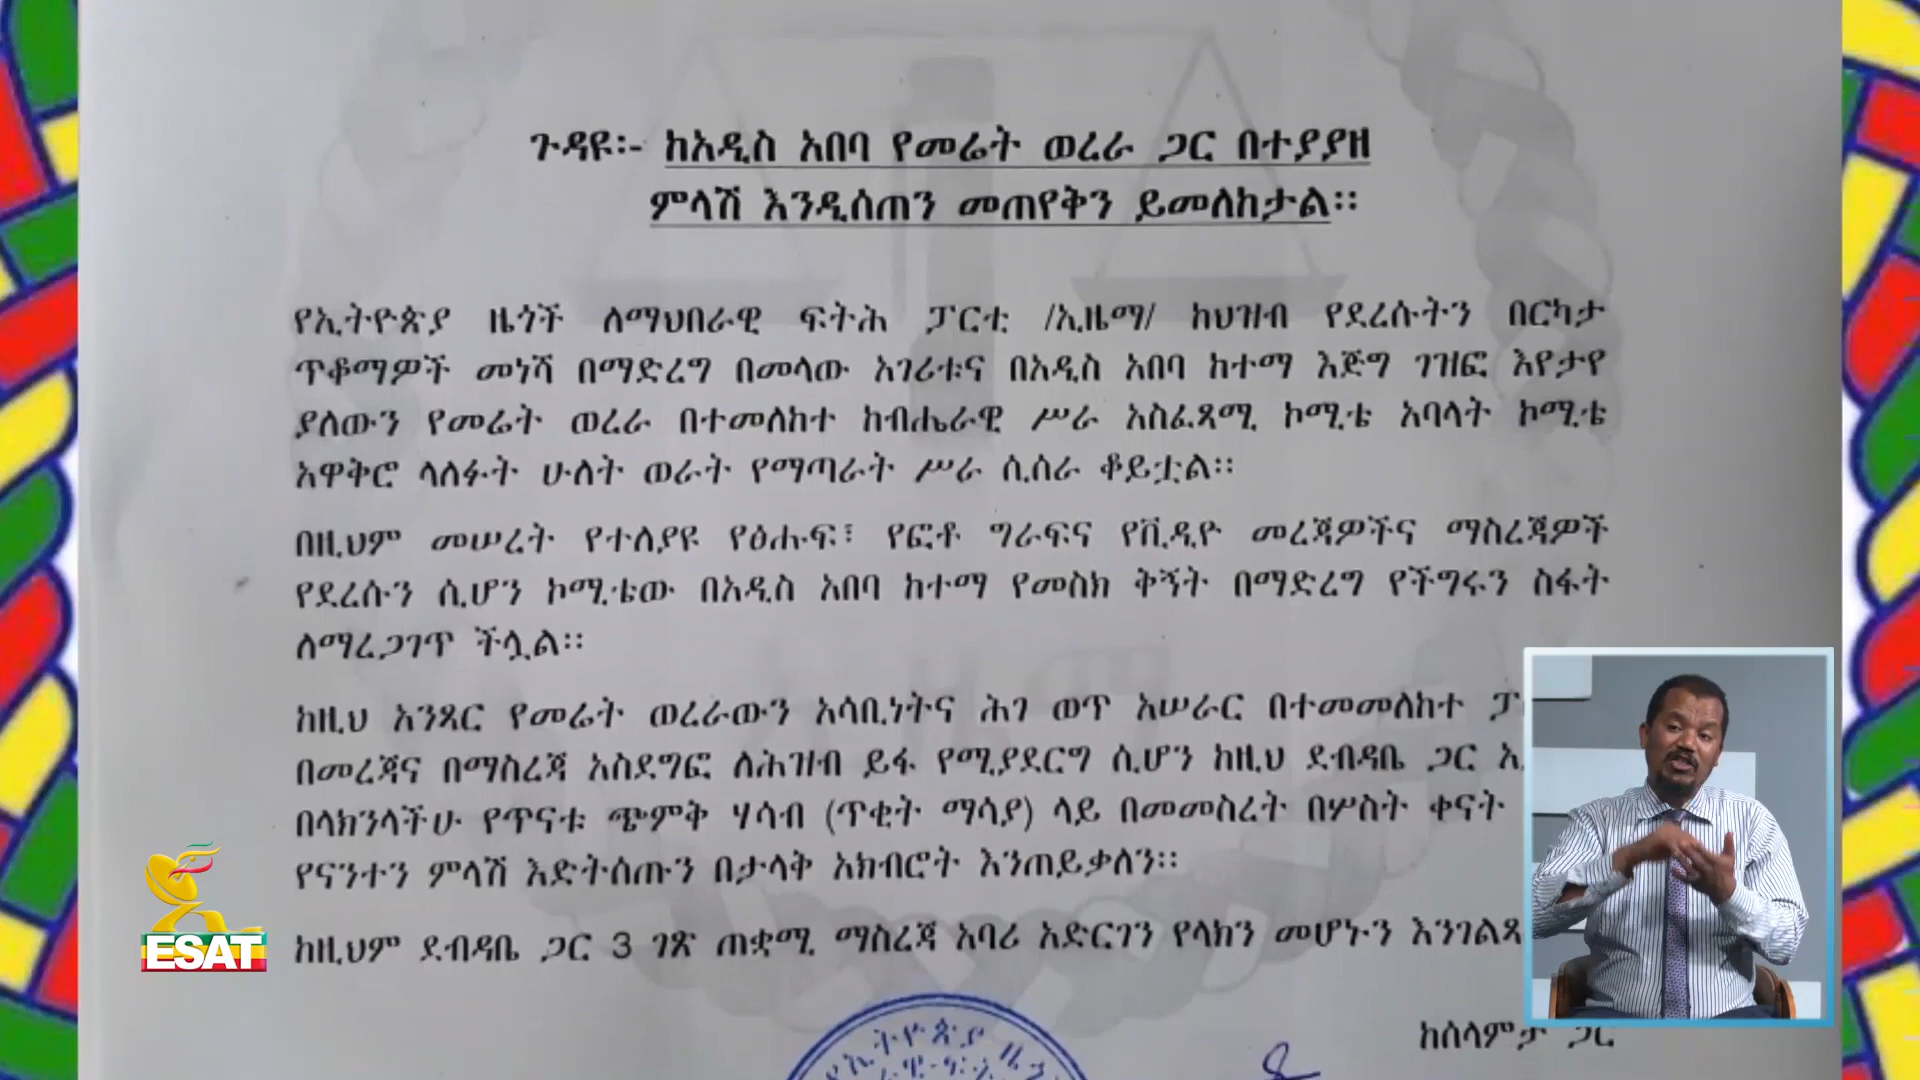 ጉዳዩ፡- ከአዲስ አበባ የመሬት ወረራ ጋር በተያያዘ
ምላሽ እንዲሰጠን መጠየቅን ይመለከታል፡፡
የኢትዮጵያ ዜጎች ለማህበራዊ ፍትሕ ፓርቲ /ኢዜማ/ ከህዝብ የደረሱትን በርካታ
ጥቆማዎች መነሻ በማድረግ በመላው አገሪቱና በአዲስ አበባ ከተማ እጅግ ገዝፎ እየታየ
ያለውን የመሬት ወረራ በተመለከተ ከብሔራዊ ሥራ አስፈጻሚ ኮሚቴ አባላት ኮሚቴ
አዋቅሮ ላለፉት ሁለት ወራት የማጣራት ሥራ ሲሰራ ቆይቷል፡፡
በዚህም መሠረት የተለያዩ የዕሑፍ፣ የፎቶ ግራፍና የቪዲዮ መረጃዎችና ማስረጃዎች
የደረሱን ሲሆን ኮሚቴው በአዲስ አበባ ከተማ የመስክ ቅኝት በማድረግ የችግሩን ስፋት
ለማረጋገጥ ችሏል፡፡
ከዚህ አንጻር የመሬት ወረራውን አሳቢነትና ሕገ ወጥ አሠራር በተመመለከተ
በመረጃና በማስረጃ አስደግፎ ለሕዝብ ይፋ የሚያደርግ ሲሆን ከዚህ ደብዳቤ ጋር
በላክንላችሁ የጥናቱ ጭምቅ ሃሳብ (ጥቂት ማሳያ) ላይ በመመስረት በሦስት ቀናት
የናንተን ምላሽ እድትሰጡን በታላቅ አክብሮት እንጠይቃለን፡፡
ከዚህም ደብዳቤ ጋር 3 ገጽ ጠቋሚ ማስረጃ አባሪ አድርገን የላክን መሆኑን
ከሰላምታ ጋር
የኢትዮጵያ
ESAT